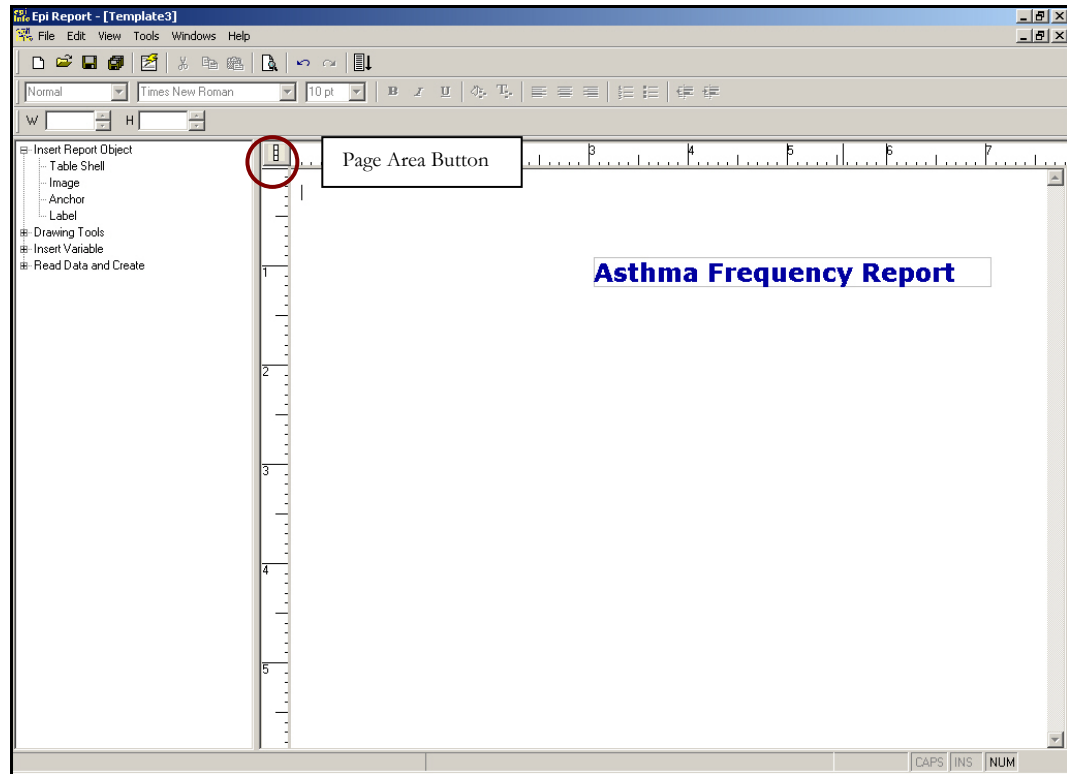 Epi Report - [Template3]
File Edit View Tools Windows Help
Normal Times New Roman 10 pt B I U
W H
Insert Report Object
Table Shell
Image
Anchor
Label
Drawing Tools
Insert Variable
Read Data and Create
Page Area Button
3 4 5 6 7
1
2
3
4
5
Asthma Frequency Report
CAPS INS NUM